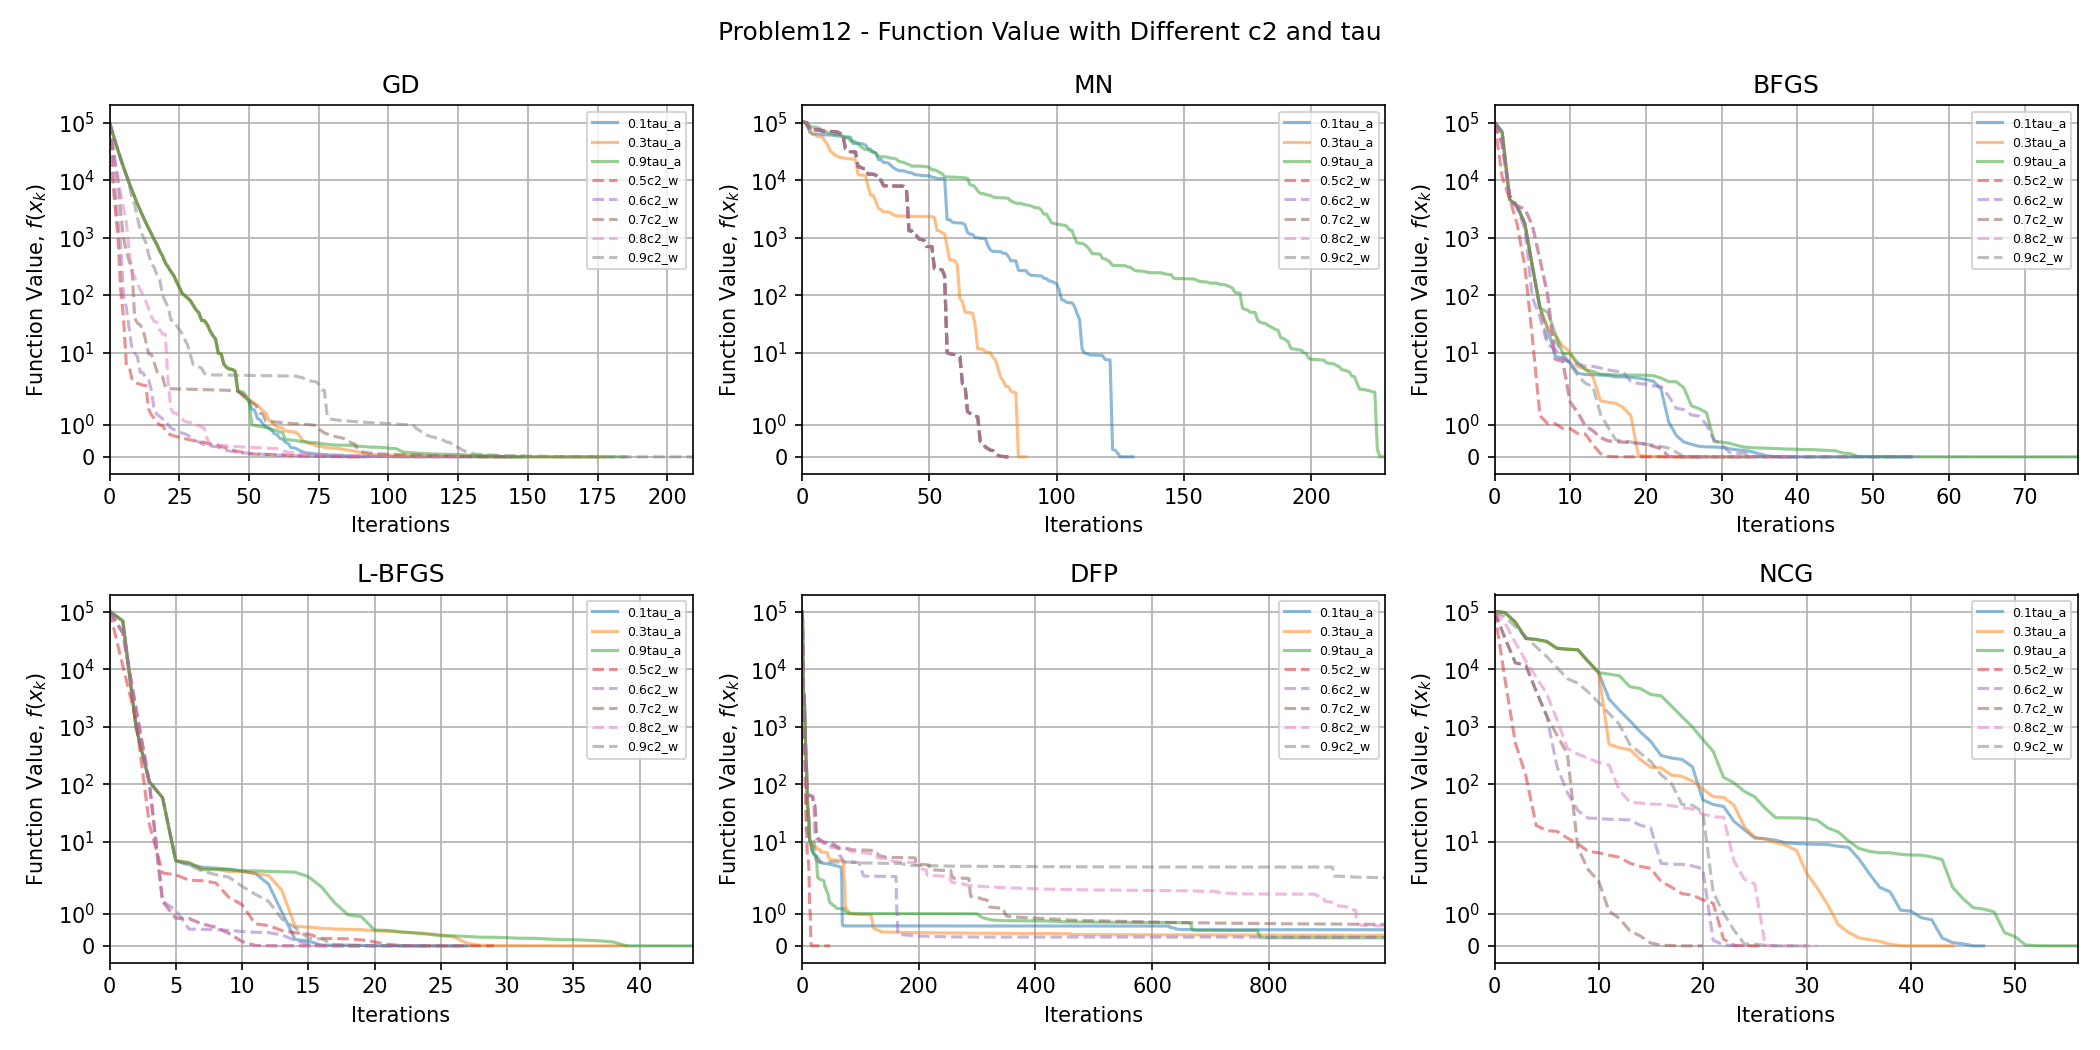 Problem12 - Function Value with Different c2 and tau
GD
Function Value, f(x_k)
10^5
10^4
10^3
10^2
10^1
10^0
0
0 25 50 75 100 125 150 175 200
Iterations
0.1tau_a
0.3tau_a
0.9tau_a
0.5c2_w
0.6c2_w
0.7c2_w
0.8c2_w
0.9c2_w
MN
Function Value, f(x_k)
10^5
10^4
10^3
10^2
10^1
10^0
0
0 50 100 150 200
Iterations
0.1tau_a
0.3tau_a
0.9tau_a
0.5c2_w
0.6c2_w
0.7c2_w
0.8c2_w
0.9c2_w
BFGS
Function Value, f(x_k)
10^5
10^4
10^3
10^2
10^1
10^0
0
0 10 20 30 40 50 60 70
Iterations
0.1tau_a
0.3tau_a
0.9tau_a
0.5c2_w
0.6c2_w
0.7c2_w
0.8c2_w
0.9c2_w
L-BFGS
Function Value, f(x_k)
10^5
10^4
10^3
10^2
10^1
10^0
0
0 5 10 15 20 25 30 35 40
Iterations
0.1tau_a
0.3tau_a
0.9tau_a
0.5c2_w
0.6c2_w
0.7c2_w
0.8c2_w
0.9c2_w
DFP
Function Value, f(x_k)
10^5
10^4
10^3
10^2
10^1
10^0
0
0 200 400 600 800
Iterations
0.1tau_a
0.3tau_a
0.9tau_a
0.5c2_w
0.6c2_w
0.7c2_w
0.8c2_w
0.9c2_w
NCG
Function Value, f(x_k)
10^5
10^4
10^3
10^2
10^1
10^0
0
0 10 20 30 40 50
Iterations
0.1tau_a
0.3tau_a
0.9tau_a
0.5c2_w
0.6c2_w
0.7c2_w
0.8c2_w
0.9c2_w